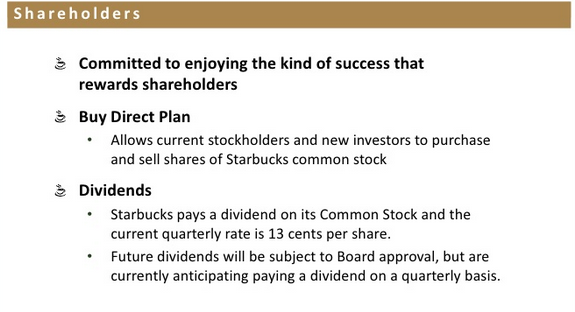 Shareholders
Committed to enjoying the kind of success that
rewards shareholders
Buy Direct Plan
• Allows current stockholders and new investors to purchase
and sell shares of Starbucks common stock
Dividends
• Starbucks pays a dividend on its Common Stock and the
current quarterly rate is 13 cents per share.
• Future dividends will be subject to Board approval, but are
currently anticipating paying a dividend on a quarterly basis.